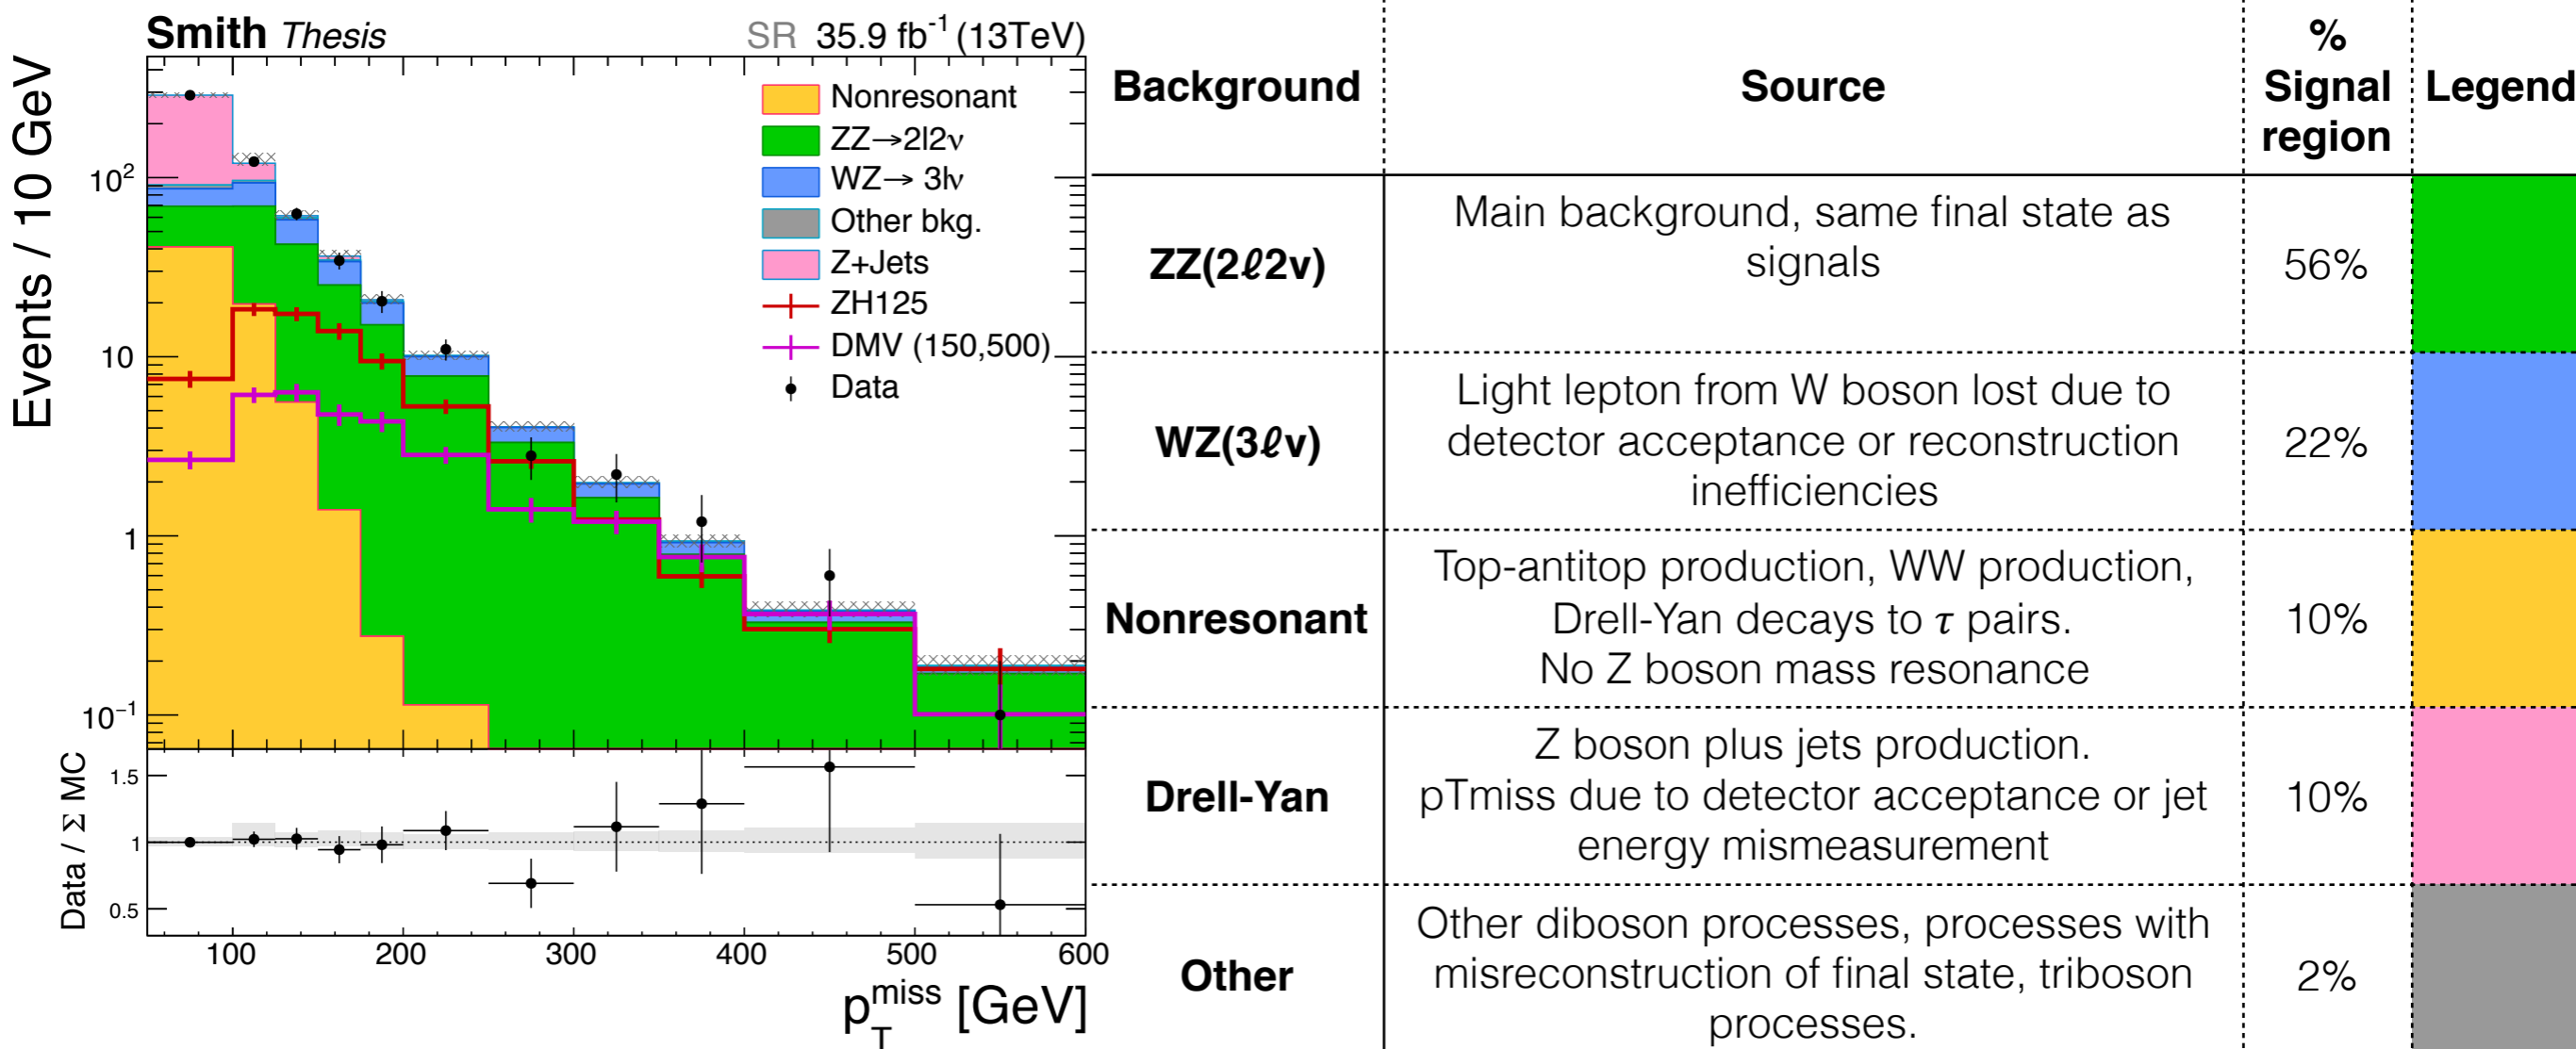 Smith Thesis
SR 35.9 fb⁻¹ (13TeV)
Events / 10 GeV
10²
10
1
10⁻¹
Nonresonant
ZZ→2l2ν
WZ→ 3lν
Other bkg.
Z+Jets
ZH125
DMV (150,500)
Data
Data / Σ MC
1.5
1
0.5
100 200 300 400 500 600
p_T^miss [GeV]
Background
Source
%
Signal
region
Legend
ZZ(2ℓ2v)
Main background, same final state as
signals
56%
WZ(3ℓv)
Light lepton from W boson lost due to
detector acceptance or reconstruction
inefficiencies
22%
Nonresonant
Top-antitop production, WW production,
Drell-Yan decays to τ pairs.
No Z boson mass resonance
10%
Drell-Yan
Z boson plus jets production.
pTmiss due to detector acceptance or jet
energy mismeasurement
10%
Other
Other diboson processes, processes with
misreconstruction of final state, triboson
processes.
2%